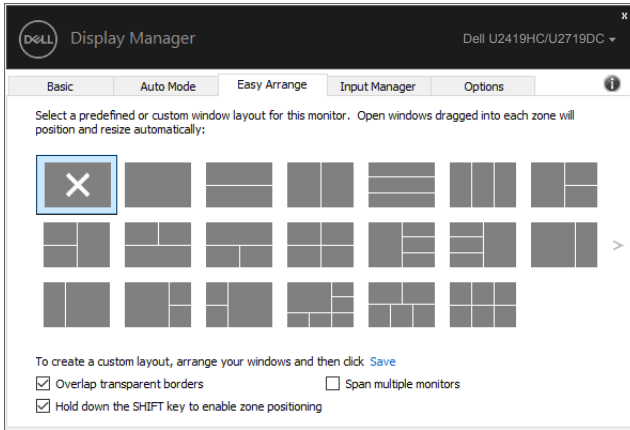 x
DELL Display Manager Dell U2419HC/U2719DC
Basic Auto Mode Easy Arrange Input Manager Options i
Select a predefined or custom window layout for this monitor. Open windows dragged into each zone will
position and resize automatically:
>
To create a custom layout, arrange your windows and then click Save
Overlap transparent borders Span multiple monitors
Hold down the SHIFT key to enable zone positioning